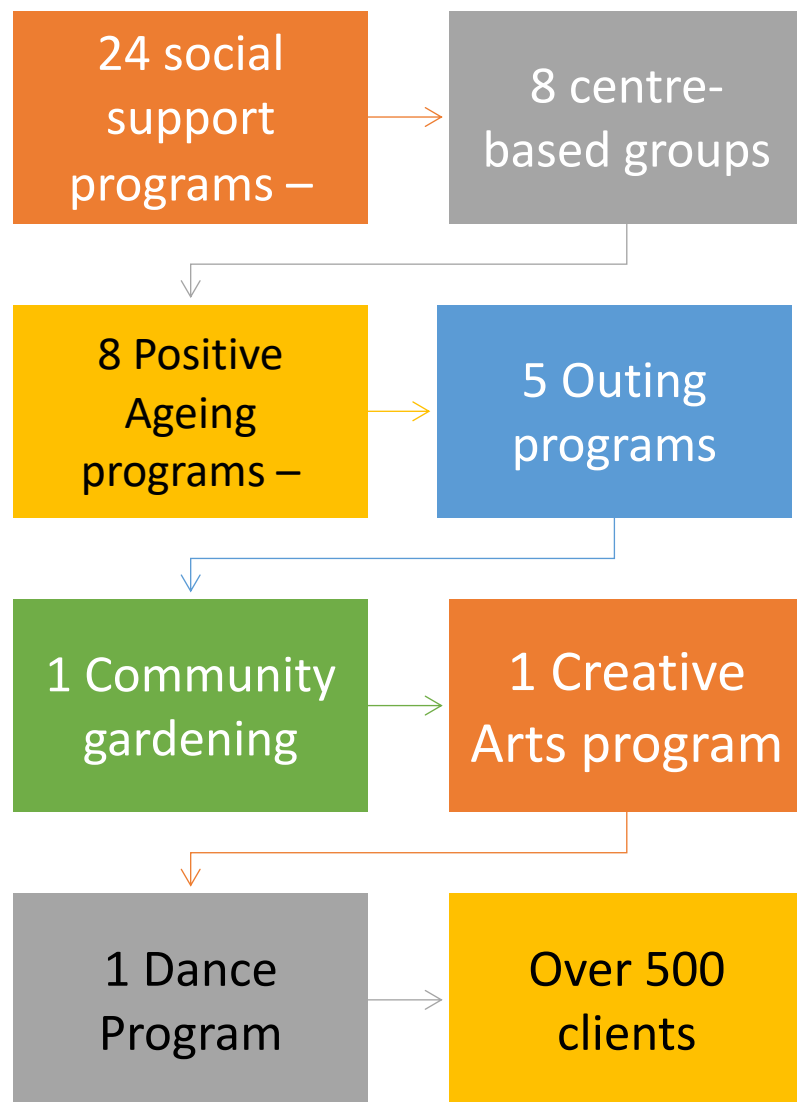 24 social
support
programs –
8 centre-
based groups
8 Positive
Ageing
programs –
5 Outing
programs
1 Community
gardening
1 Creative
Arts program
1 Dance
Program
Over 500
clients